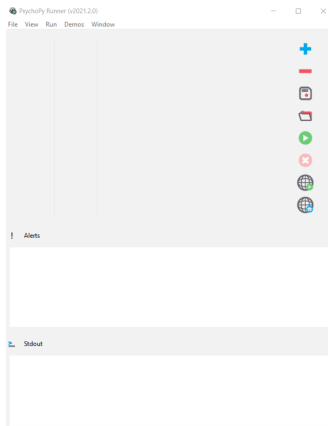 PsychoPy Runner (v2021.2.0)
File View Run Demos Window
Alerts
Stdout